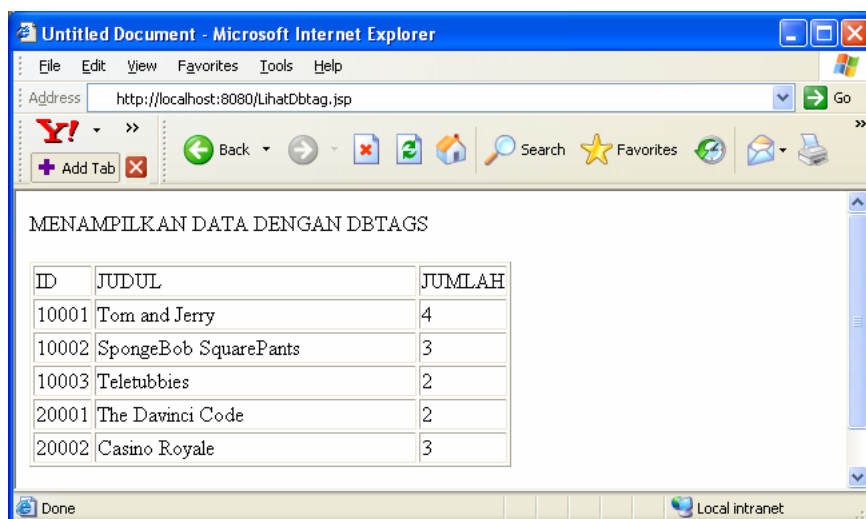 Untitled Document - Microsoft Internet Explorer
File Edit View Favorites Tools Help
Address http://localhost:8080/LihatDbtag.jsp Go
Y! » Back Search Favorites »
Add Tab
MENAMPILKAN DATA DENGAN DBTAGS
ID JUDUL JUMLAH
10001 Tom and Jerry 4
10002 SpongeBob SquarePants 3
10003 Teletubbies 2
20001 The Davinci Code 2
20002 Casino Royale 3
Done Local intranet